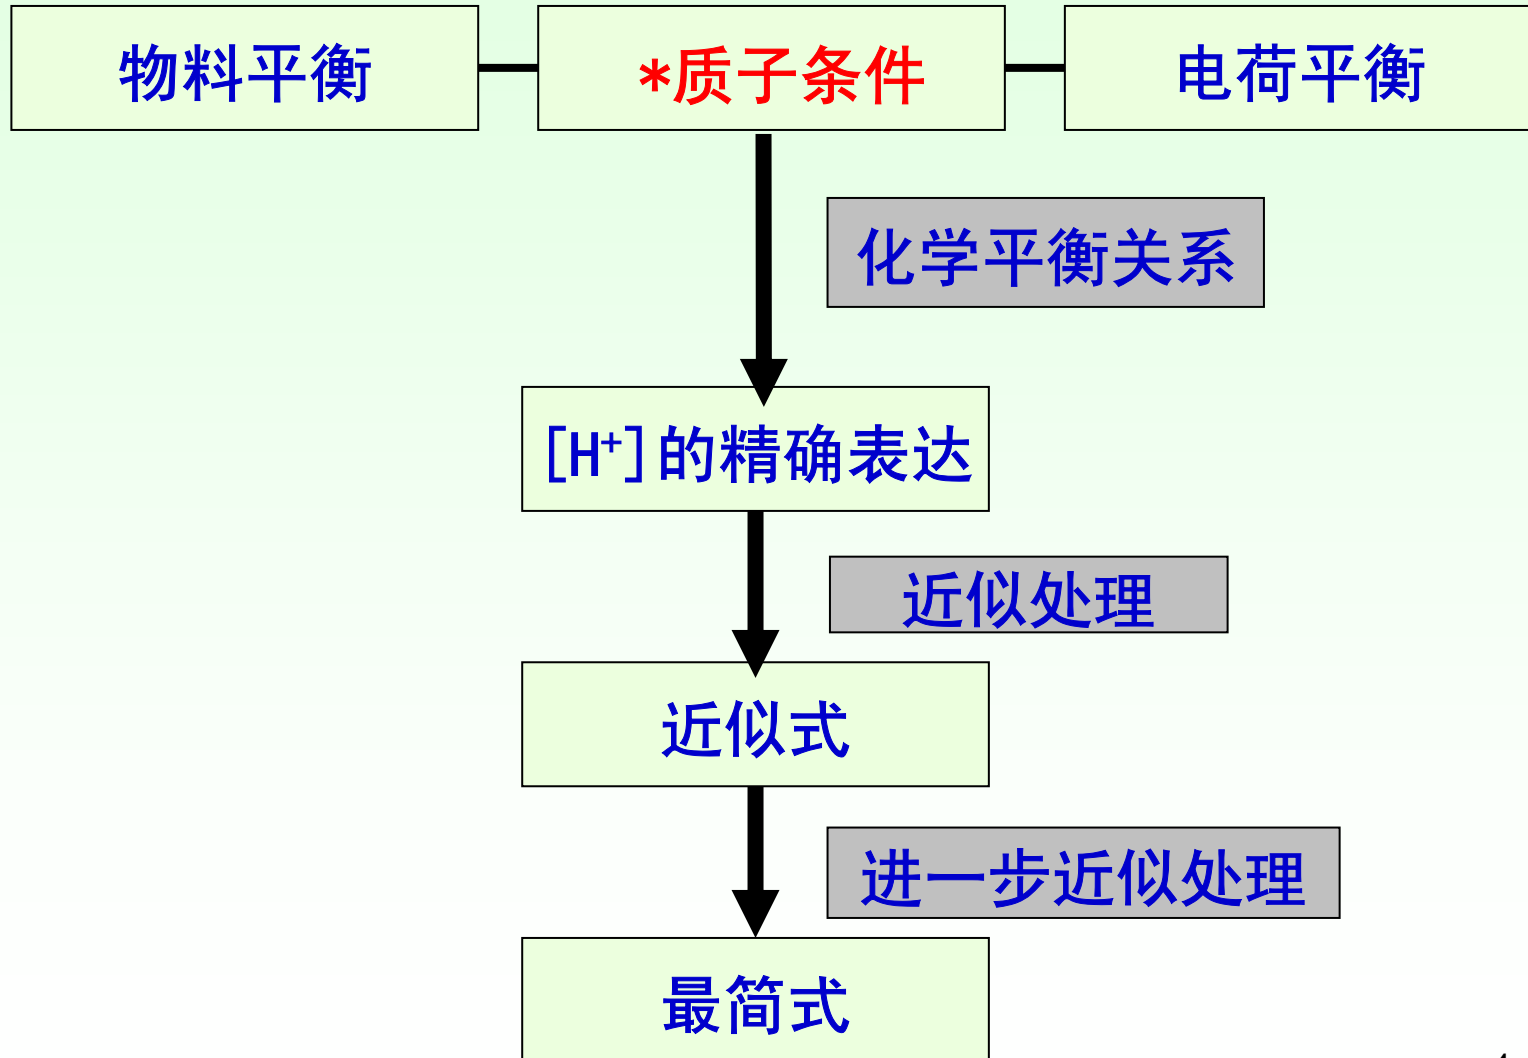 物料平衡
*质子条件
电荷平衡
化学平衡关系
[H⁺]的精确表达
近似处理
近似式
进一步近似处理
最简式